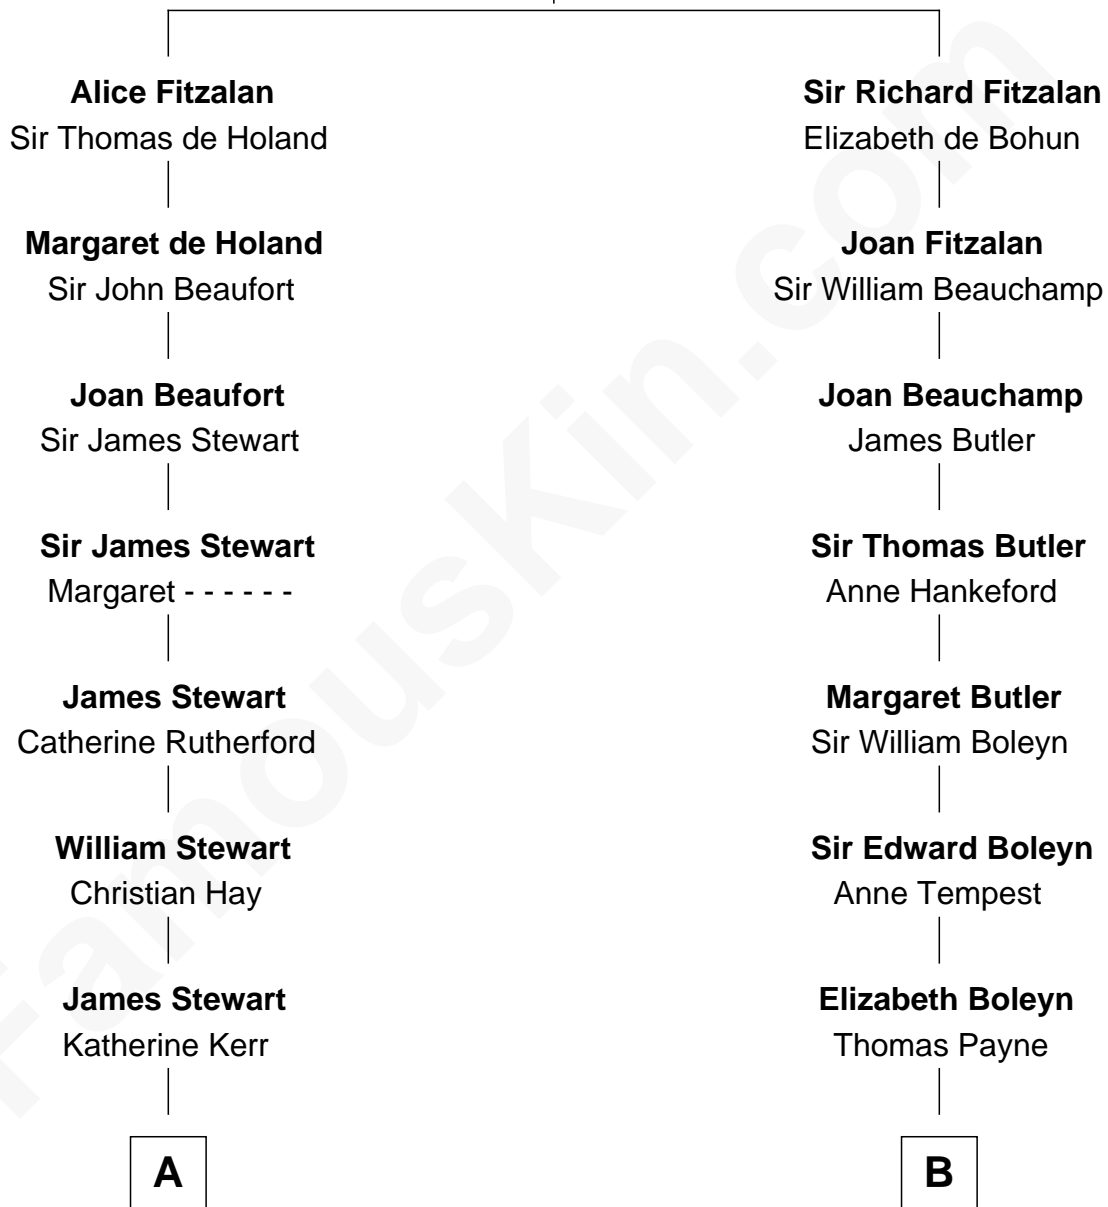 Alice Fitzalan
Sir Thomas de Holand
Margaret de Holand
Sir John Beaufort
Joan Beaufort
Sir James Stewart
Sir James Stewart
Margaret - - - - - -
James Stewart
Catherine Rutherford
William Stewart
Christian Hay
James Stewart
Katherine Kerr
A
Sir Richard Fitzalan
Elizabeth de Bohun
Joan Fitzalan
Sir William Beauchamp
Joan Beauchamp
James Butler
Sir Thomas Butler
Anne Hankeford
Margaret Butler
Sir William Boleyn
Sir Edward Boleyn
Anne Tempest
Elizabeth Boleyn
Thomas Payne
B
FamousKin.com